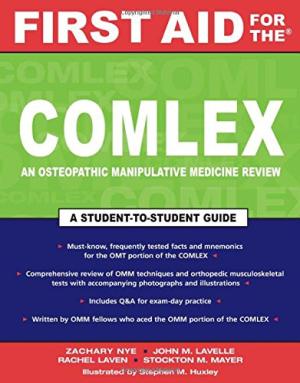 FIRST AID FOR THE®
COMLEX
AN OSTEOPATHIC MANIPULATIVE MEDICINE REVIEW
A STUDENT-TO-STUDENT GUIDE
Must-know, frequently tested facts and mnemonics
for the OMT portion of the COMLEX
Comprehensive review of OMM techniques and orthopedic musculoskeletal
tests with accompanying photographs and illustrations
Includes Q&A for exam-day practice
Written by OMM fellows who aced the OMM portion of the COMLEX
ZACHARY NYE • JOHN M. LAVELLE
RACHEL LAVEN • STOCKTON M. MAYER
Illustrated by Stephen M. Huxley